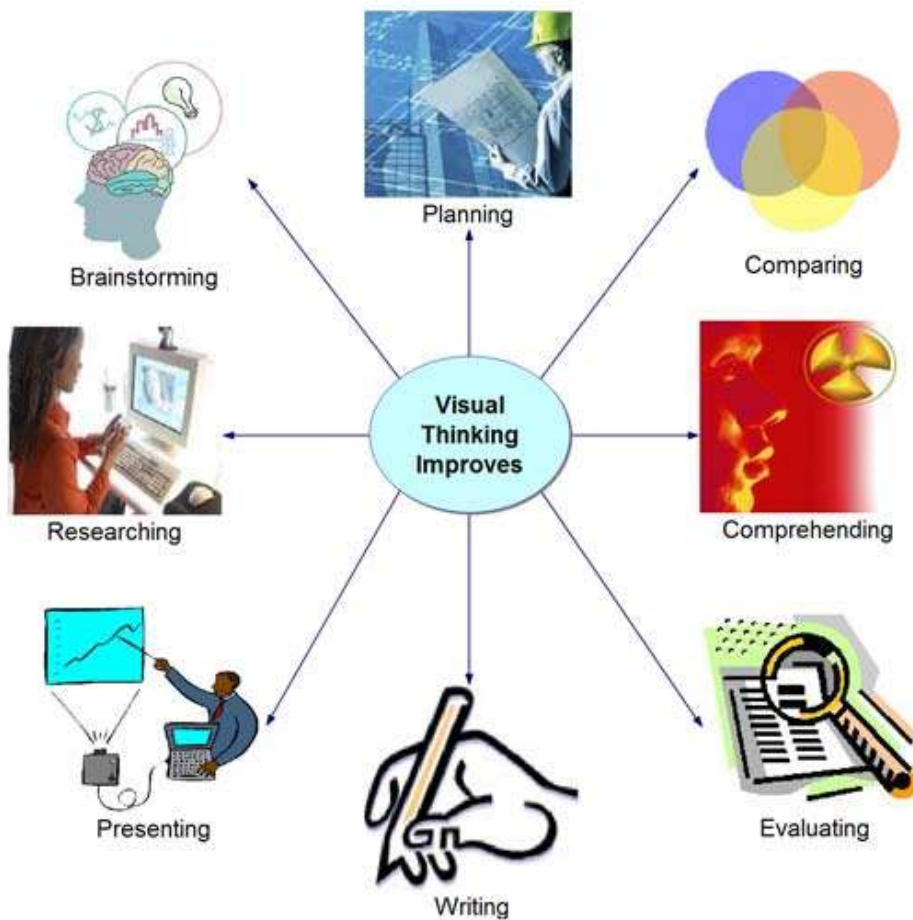 Planning
Brainstorming
Comparing
Visual
Thinking
Improves
Researching
Comprehending
Presenting
Evaluating
Writing